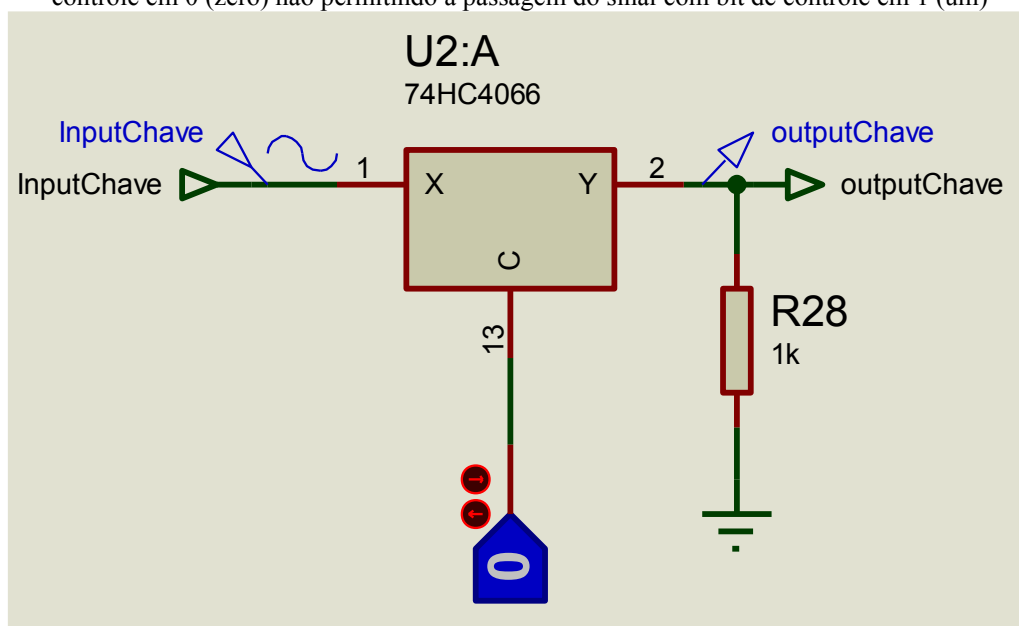 controle em 0 (zero) não permitindo a passagem do sinal com bit de controle em 1 (um)
U2:A
74HC4066
InputChave
outputChave
InputChave
1
X
Y
2
outputChave
C
13
R28
1k
0